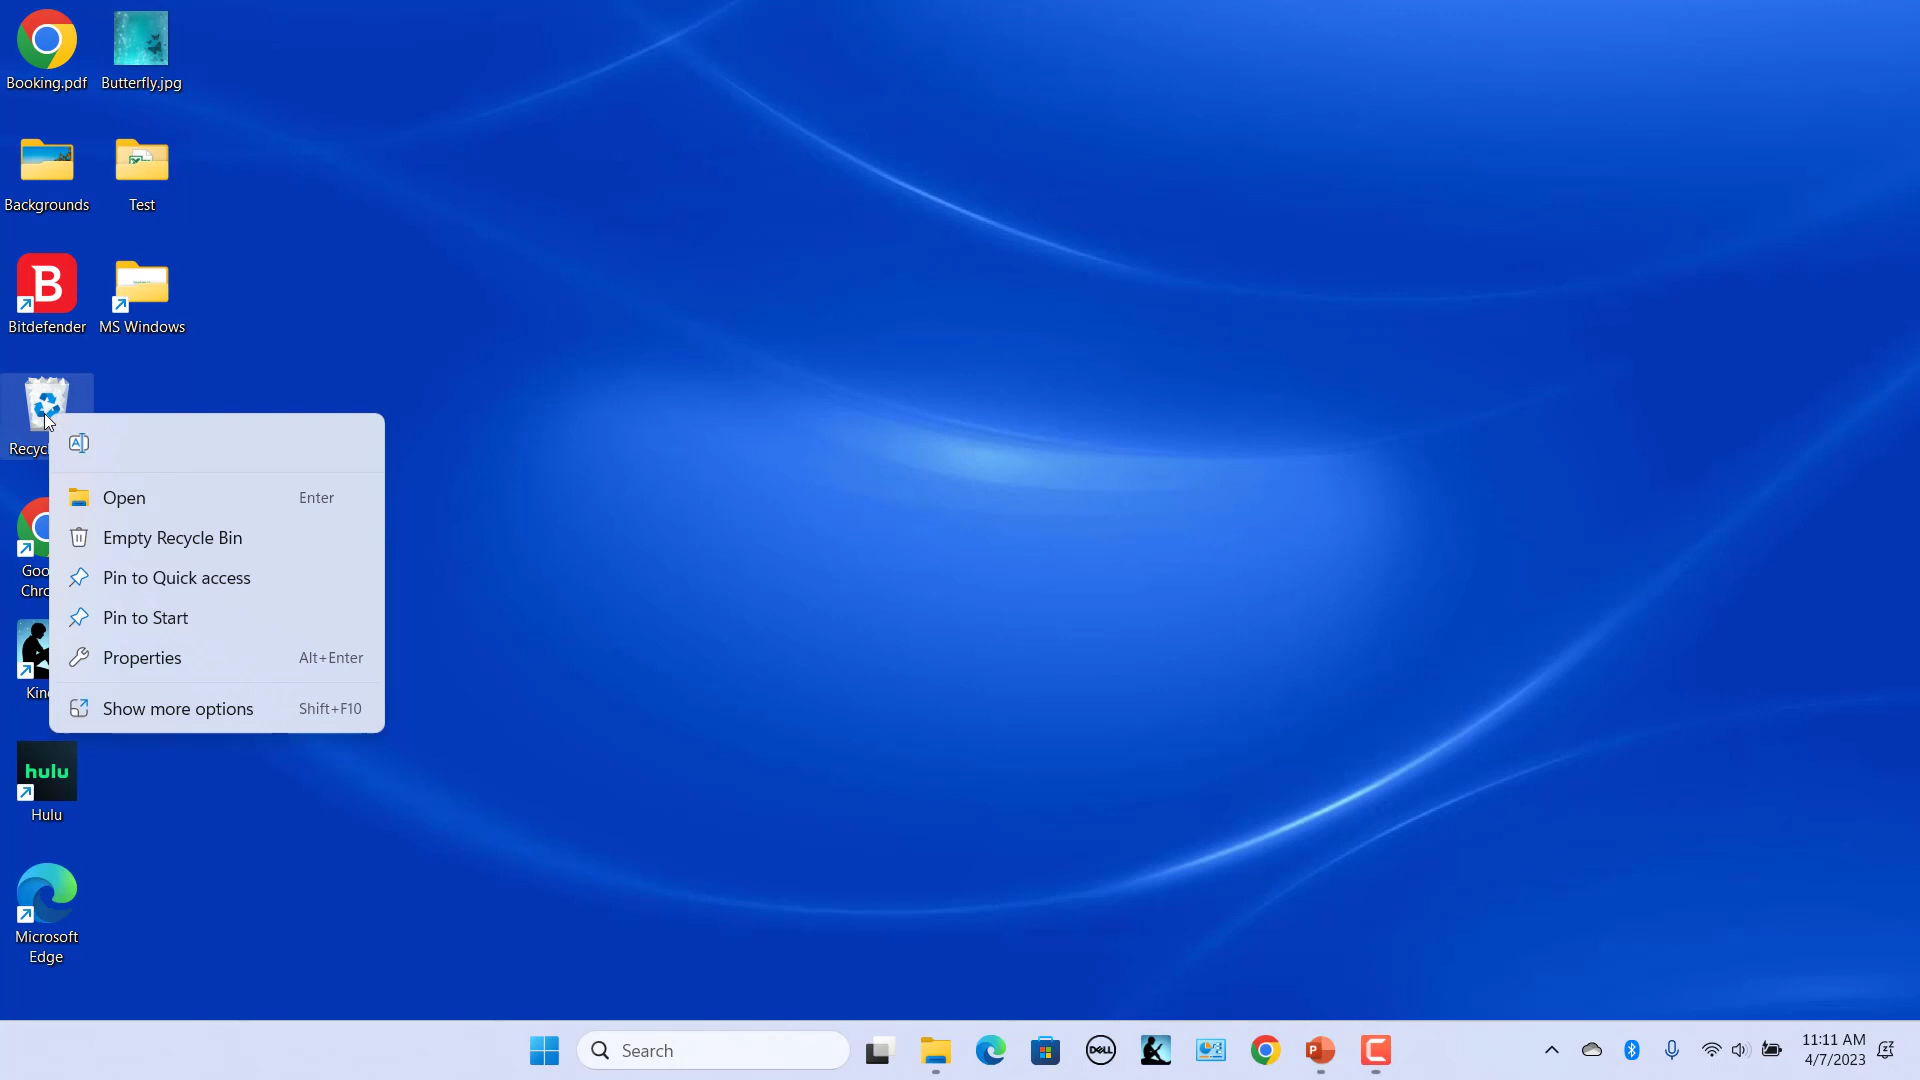 Booking.pdf
Butterfly.jpg
Backgrounds
Test
B
Bitdefender
MS Windows
Recycl
Open Enter
Empty Recycle Bin
Pin to Quick access
Pin to Start
Properties Alt+Enter
Show more options Shift+F10
Goo
Chro
Kin
hulu
Hulu
Microsoft
Edge
Search
DELL
P
C
11:11 AM
4/7/2023